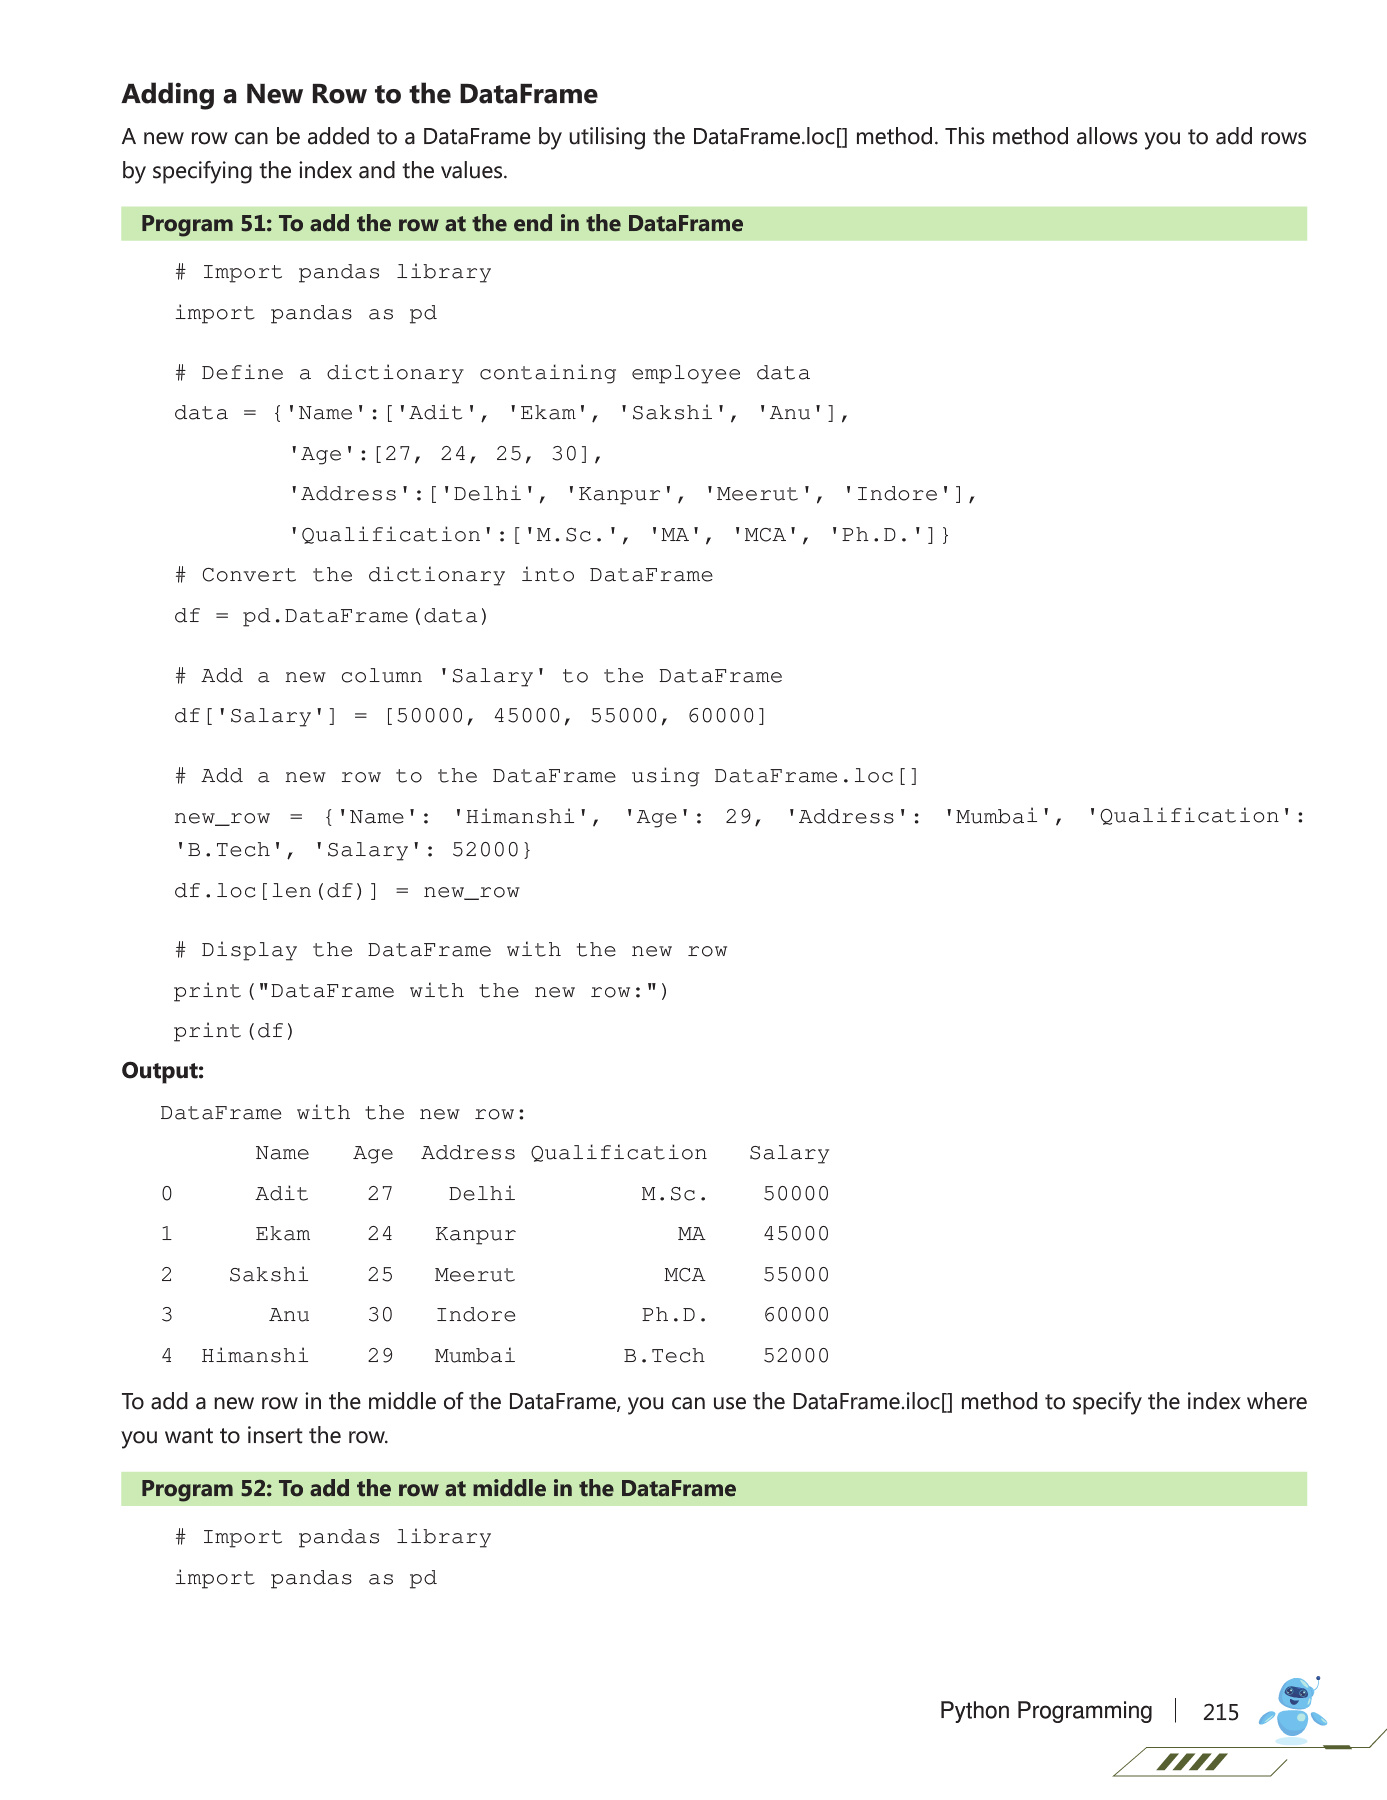 Adding a New Row to the DataFrame
A new row can be added to a DataFrame by utilising the DataFrame.loc[] method. This method allows you to add rows
by specifying the index and the values.
Program 51: To add the row at the end in the DataFrame
# Import pandas library
import pandas as pd
# Define a dictionary containing employee data
data = {'Name':['Adit', 'Ekam', 'Sakshi', 'Anu'],
'Age':[27, 24, 25, 30],
'Address':['Delhi', 'Kanpur', 'Meerut', 'Indore'],
'Qualification':['M.Sc.', 'MA', 'MCA', 'Ph.D.']}
# Convert the dictionary into DataFrame
df = pd.DataFrame(data)
# Add a new column 'Salary' to the DataFrame
df['Salary'] = [50000, 45000, 55000, 60000]
# Add a new row to the DataFrame using DataFrame.loc[]
new_row = {'Name': 'Himanshi', 'Age': 29, 'Address': 'Mumbai', 'Qualification':
'B.Tech', 'Salary': 52000}
df.loc[len(df)] = new_row
# Display the DataFrame with the new row
print("DataFrame with the new row:")
print(df)
Output:
DataFrame with the new row:
Name Age Address Qualification Salary
0 Adit 27 Delhi M.Sc. 50000
1 Ekam 24 Kanpur MA 45000
2 Sakshi 25 Meerut MCA 55000
3 Anu 30 Indore Ph.D. 60000
4 Himanshi 29 Mumbai B.Tech 52000
To add a new row in the middle of the DataFrame, you can use the DataFrame.iloc[] method to specify the index where
you want to insert the row.
Program 52: To add the row at middle in the DataFrame
# Import pandas library
import pandas as pd
Python Programming 215